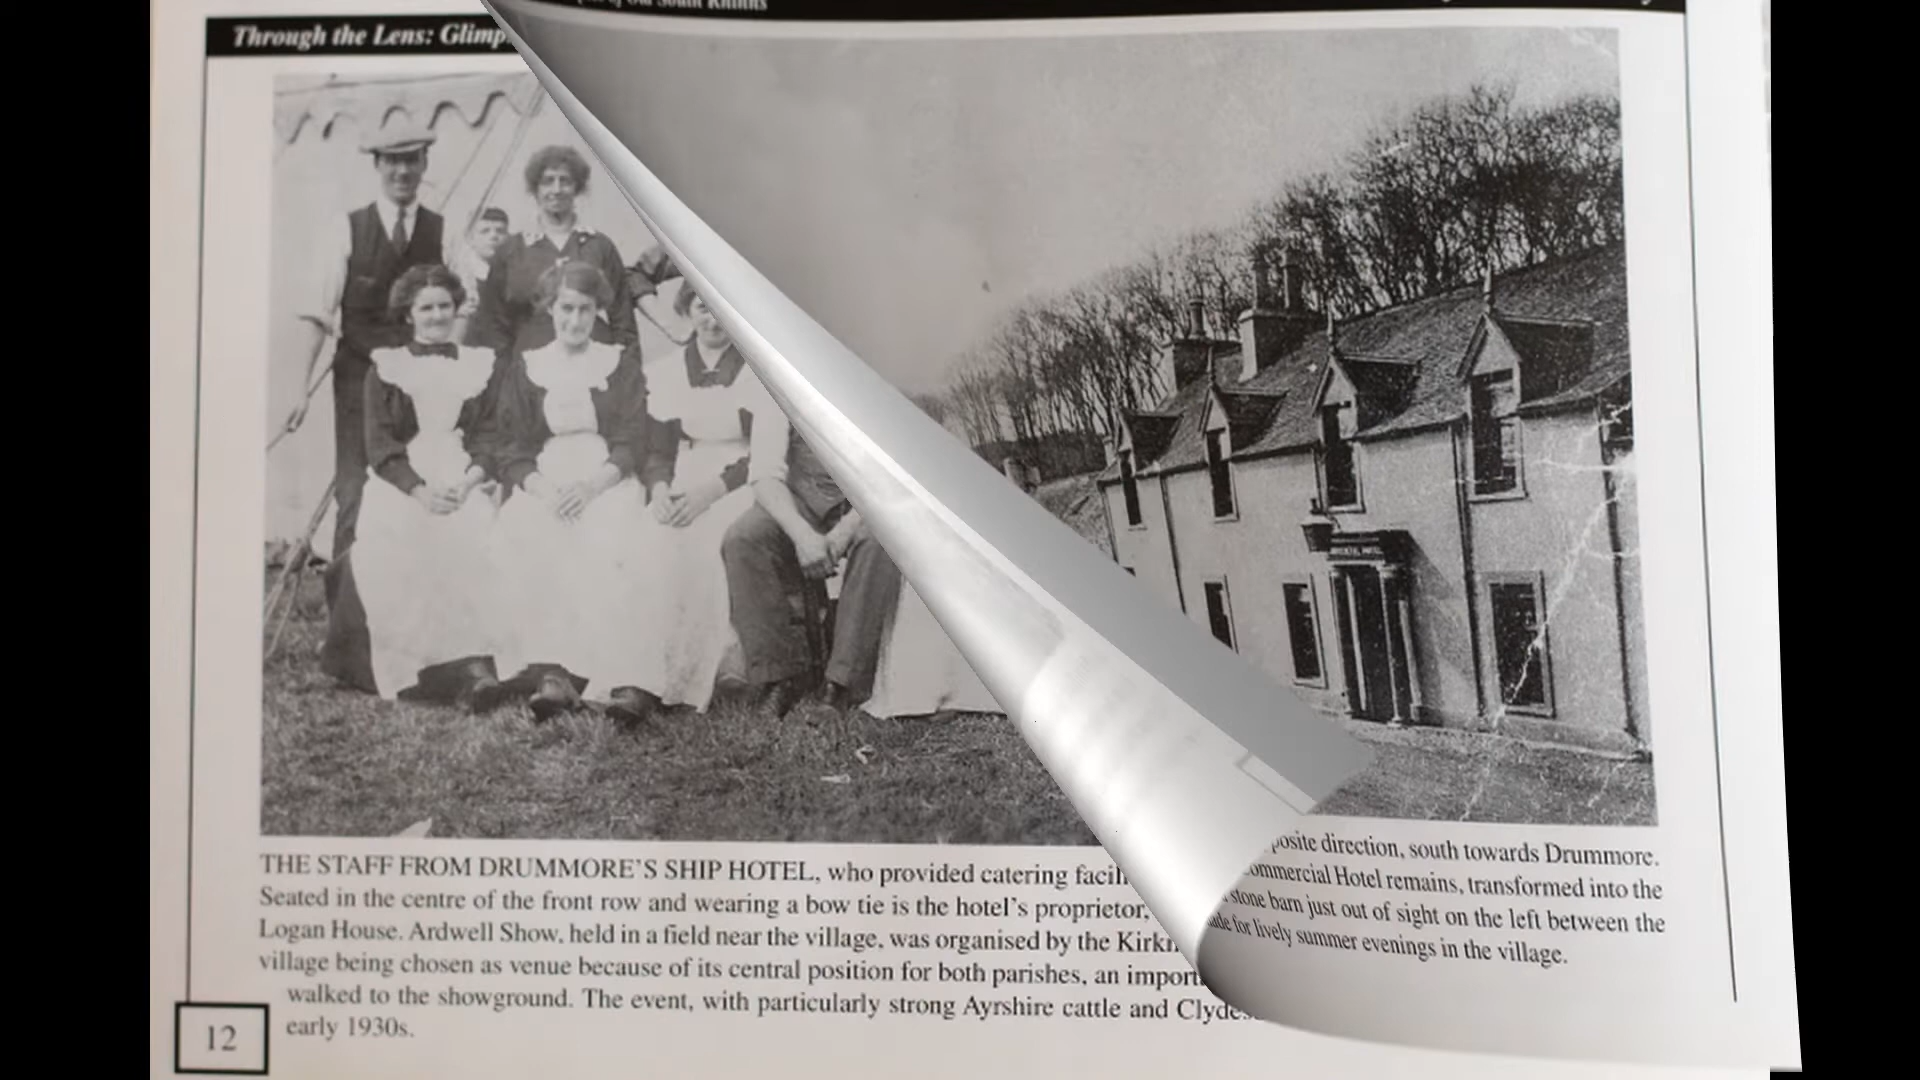 of Old South Rhinns
Through the Lens: Glimp
THE STAFF FROM DRUMMORE'S SHIP HOTEL, who provided catering facil
Seated in the centre of the front row and wearing a bow tie is the hotel's proprietor,
Logan House. Ardwell Show, held in a field near the village, was organised by the Kirkm
village being chosen as venue because of its central position for both parishes, an import
walked to the showground. The event, with particularly strong Ayrshire cattle and Clydes
early 1930s.
12
posite direction, south towards Drummore.
ommercial Hotel remains, transformed into the
stone barn just out of sight on the left between the
ade for lively summer evenings in the village.